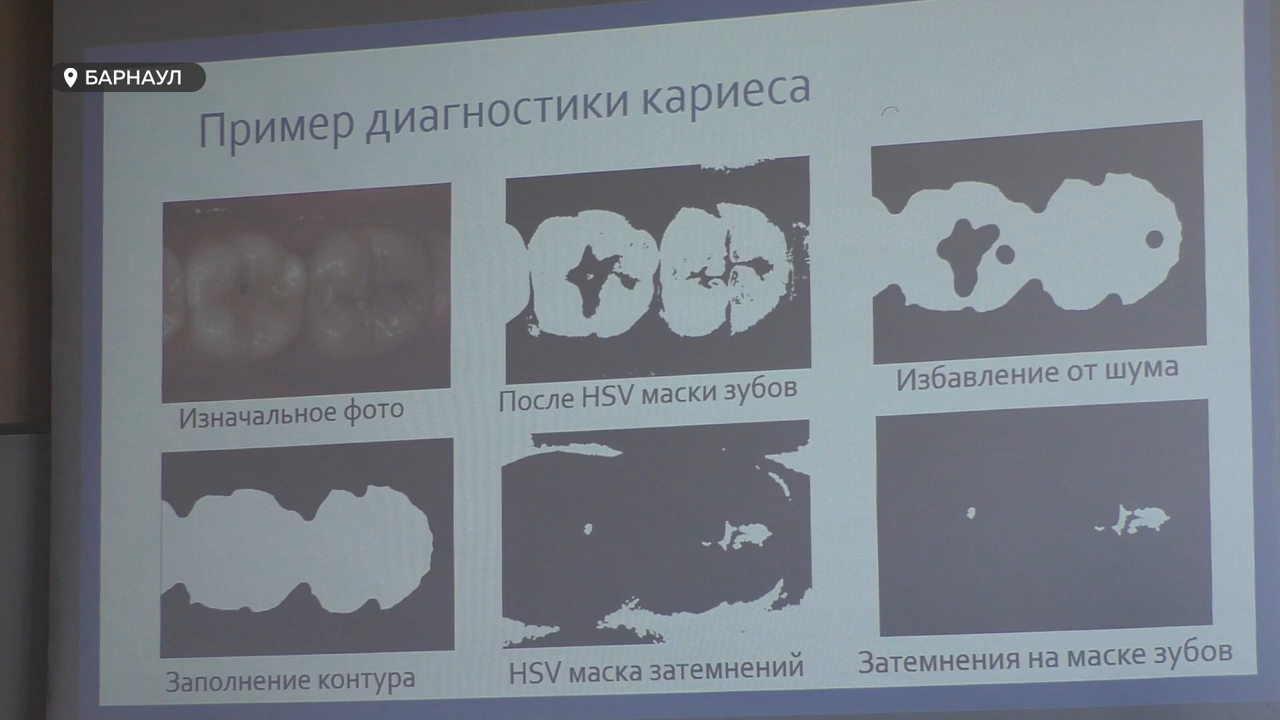 БАРНАУЛ
Пример диагностики кариеса
Изначальное фото
После HSV маски зубов
Избавление от шума
Заполнение контура
HSV маска затемнений
Затемнения на маске зубов